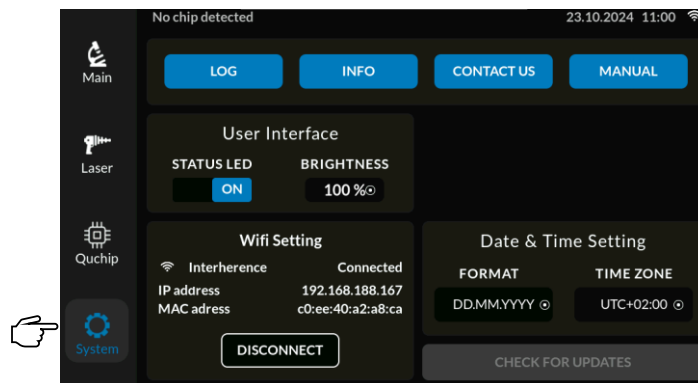 No chip detected 23.10.2024 11:00
Main
LOG INFO CONTACT US MANUAL
Laser
User Interface
STATUS LED BRIGHTNESS
ON 100 %
Quchip
Wifi Setting
Interherence Connected
IP address 192.168.188.167
MAC adress c0:ee:40:a2:a8:ca
DISCONNECT
Date & Time Setting
FORMAT TIME ZONE
DD.MM.YYYY UTC+02:00
CHECK FOR UPDATES
System